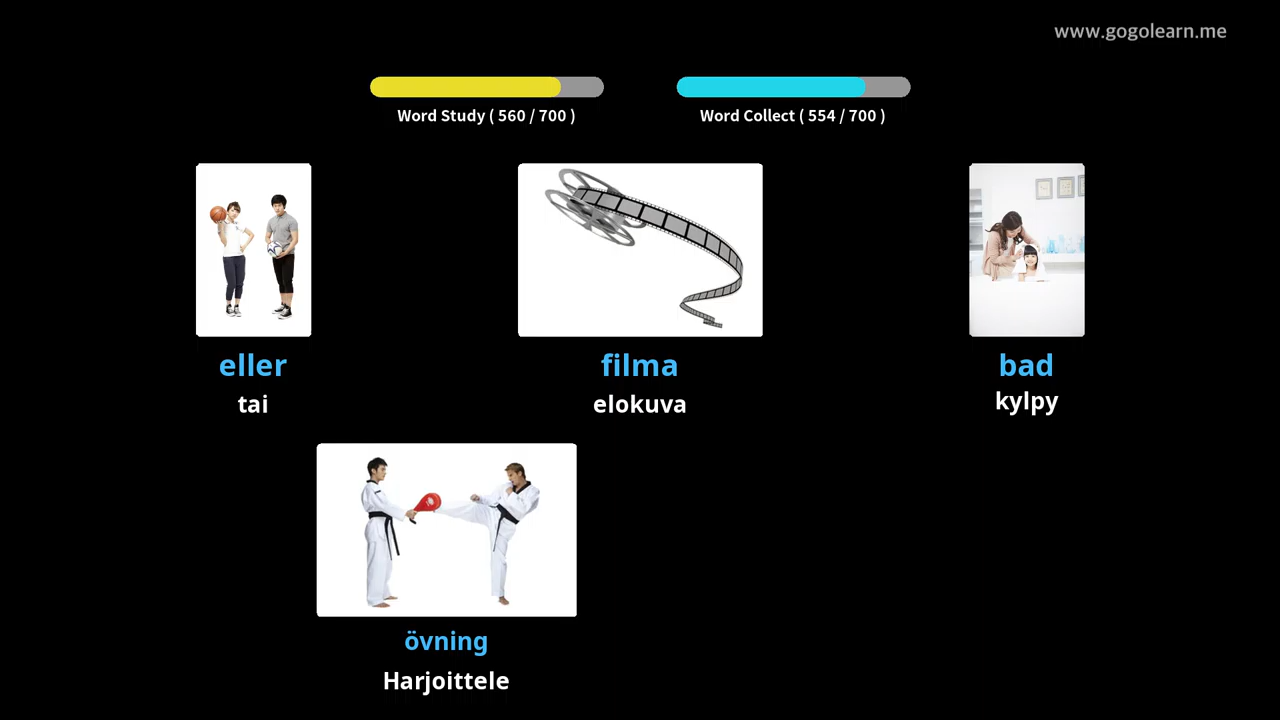 www.gogolearn.me
Word Study ( 560 / 700 )
Word Collect ( 554 / 700 )
eller
tai
filma
elokuva
bad
kylpy
övning
Harjoittele